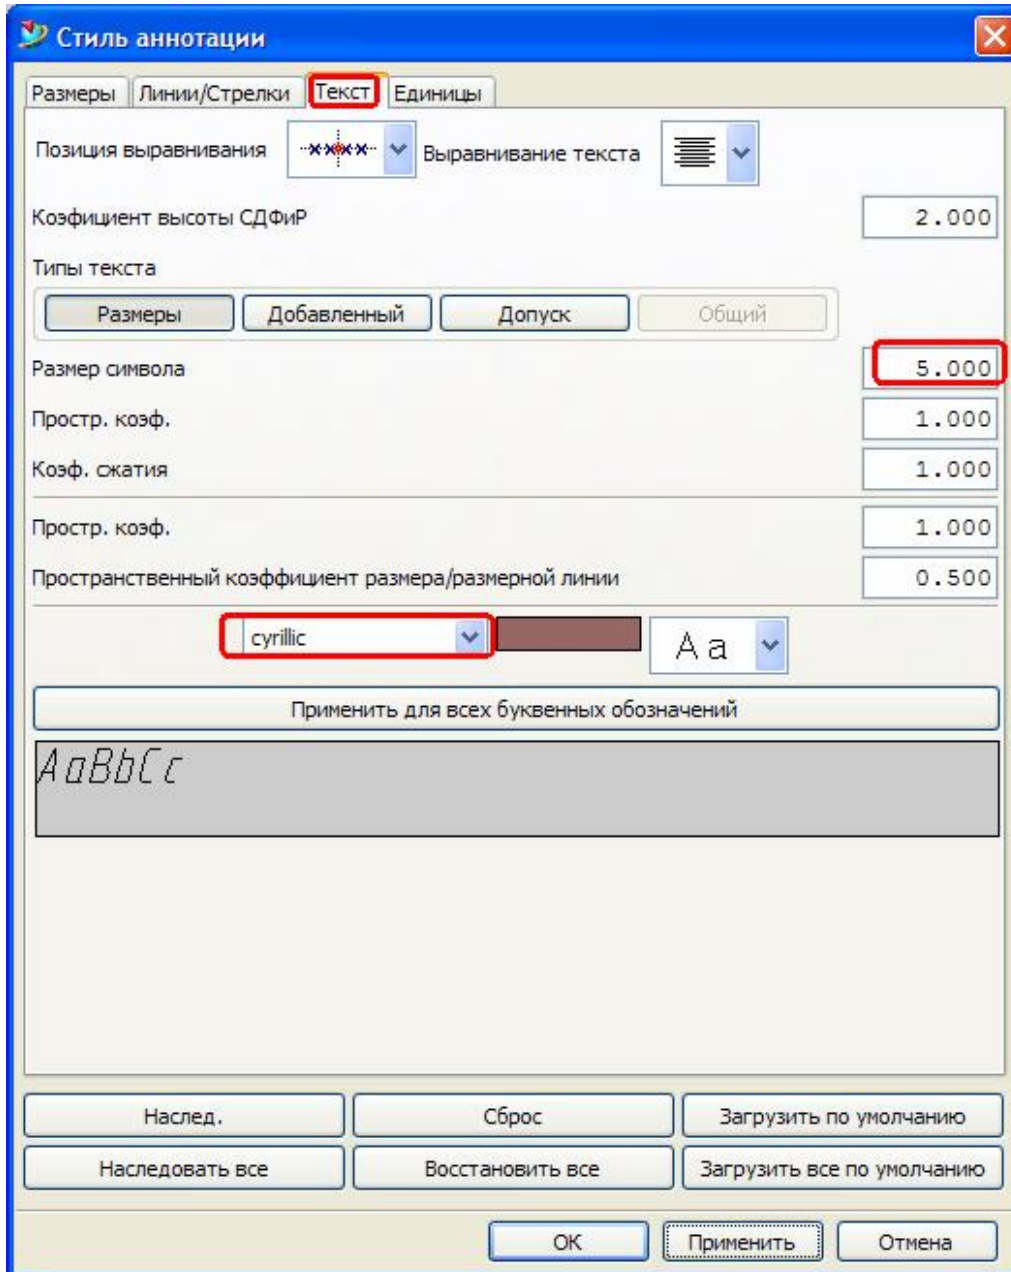 Стиль аннотации
Размеры Линии/Стрелки Текст Единицы
Позиция выравнивания Выравнивание текста
Коэфициент высоты СДФиР 2.000
Типы текста
Размеры Добавленный Допуск Общий
Размер символа 5.000
Простр. коэф. 1.000
Коэф. сжатия 1.000
Простр. коэф. 1.000
Пространственный коэффициент размера/размерной линии 0.500
cyrillic A a
Применить для всех буквенных обозначений
AaBbCc
Наслед. Сброс Загрузить по умолчанию
Наследовать все Восстановить все Загрузить все по умолчанию
OK Применить Отмена